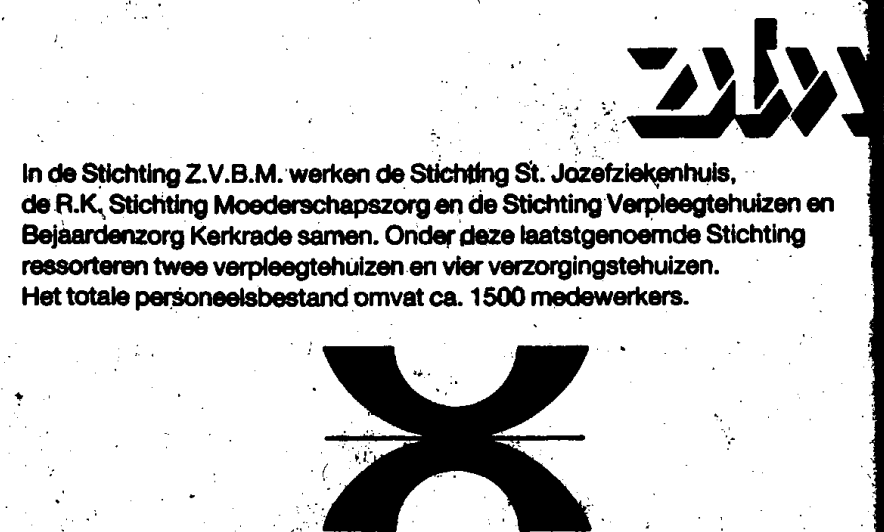 In de Stichting Z.V.B.M. werken de Stichting St. Jozefziekenhuis,
de R.K. Stichting Moederschapszorg en de Stichting Verpleegtehuizen en
Bejaardenzorg Kerkrade samen. Onder deze laatstgenoemde Stichting
ressorteren twee verpleegtehuizen en vier verzorgingstehuizen.
Het totale personeelsbestand omvat ca. 1500 medewerkers.